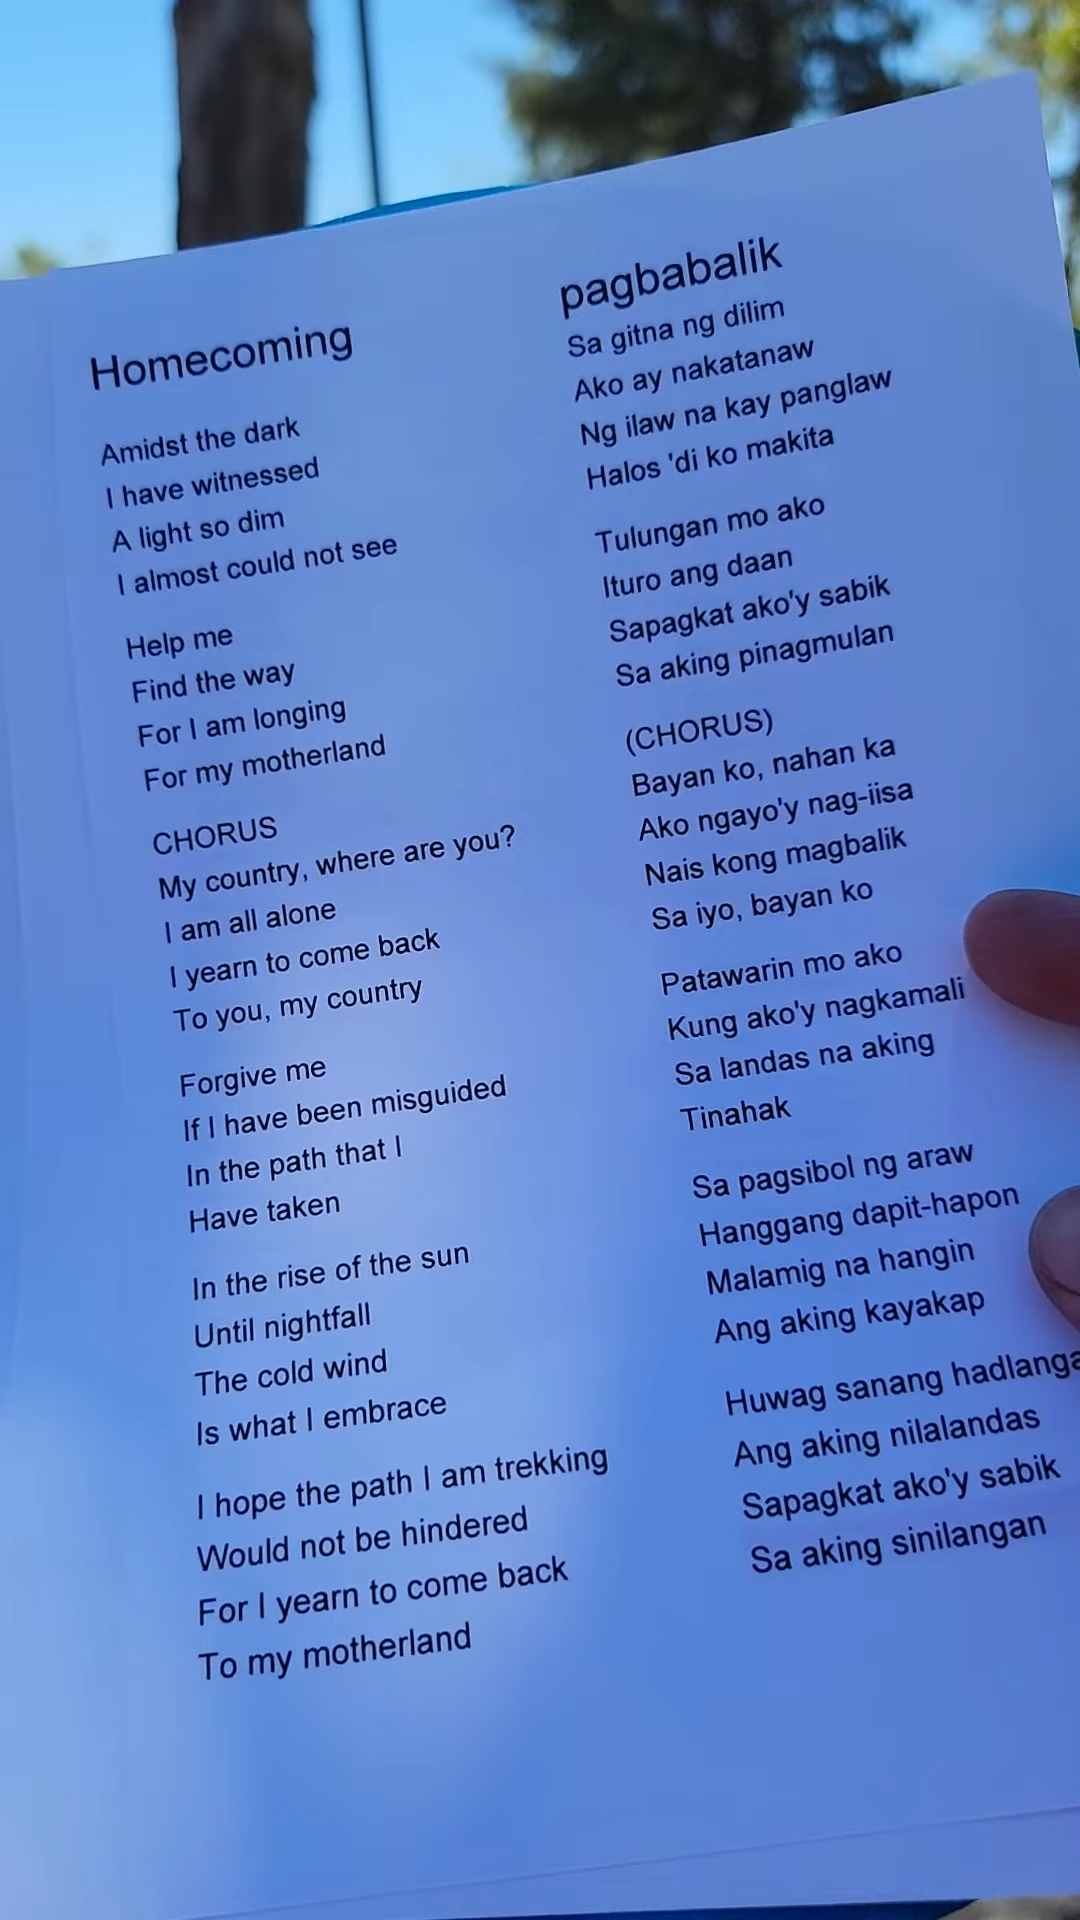 Homecoming
Amidst the dark
I have witnessed
A light so dim
I almost could not see
Help me
Find the way
For I am longing
For my motherland
CHORUS
My country, where are you?
I am all alone
I yearn to come back
To you, my country
Forgive me
If I have been misguided
In the path that I
Have taken
In the rise of the sun
Until nightfall
The cold wind
Is what I embrace
I hope the path I am trekking
Would not be hindered
For I yearn to come back
To my motherland
pagbabalik
Sa gitna ng dilim
Ako ay nakatanaw
Ng ilaw na kay panglaw
Halos 'di ko makita
Tulungan mo ako
Ituro ang daan
Sapagkat ako'y sabik
Sa aking pinagmulan
(CHORUS)
Bayan ko, nahan ka
Ako ngayo'y nag-iisa
Nais kong magbalik
Sa iyo, bayan ko
Patawarin mo ako
Kung ako'y nagkamali
Sa landas na aking
Tinahak
Sa pagsibol ng araw
Hanggang dapit-hapon
Malamig na hangin
Ang aking kayakap
Huwag sanang
Ang aking nilalandas
Sapagkat ako'y sabik
Sa aking sinilangan